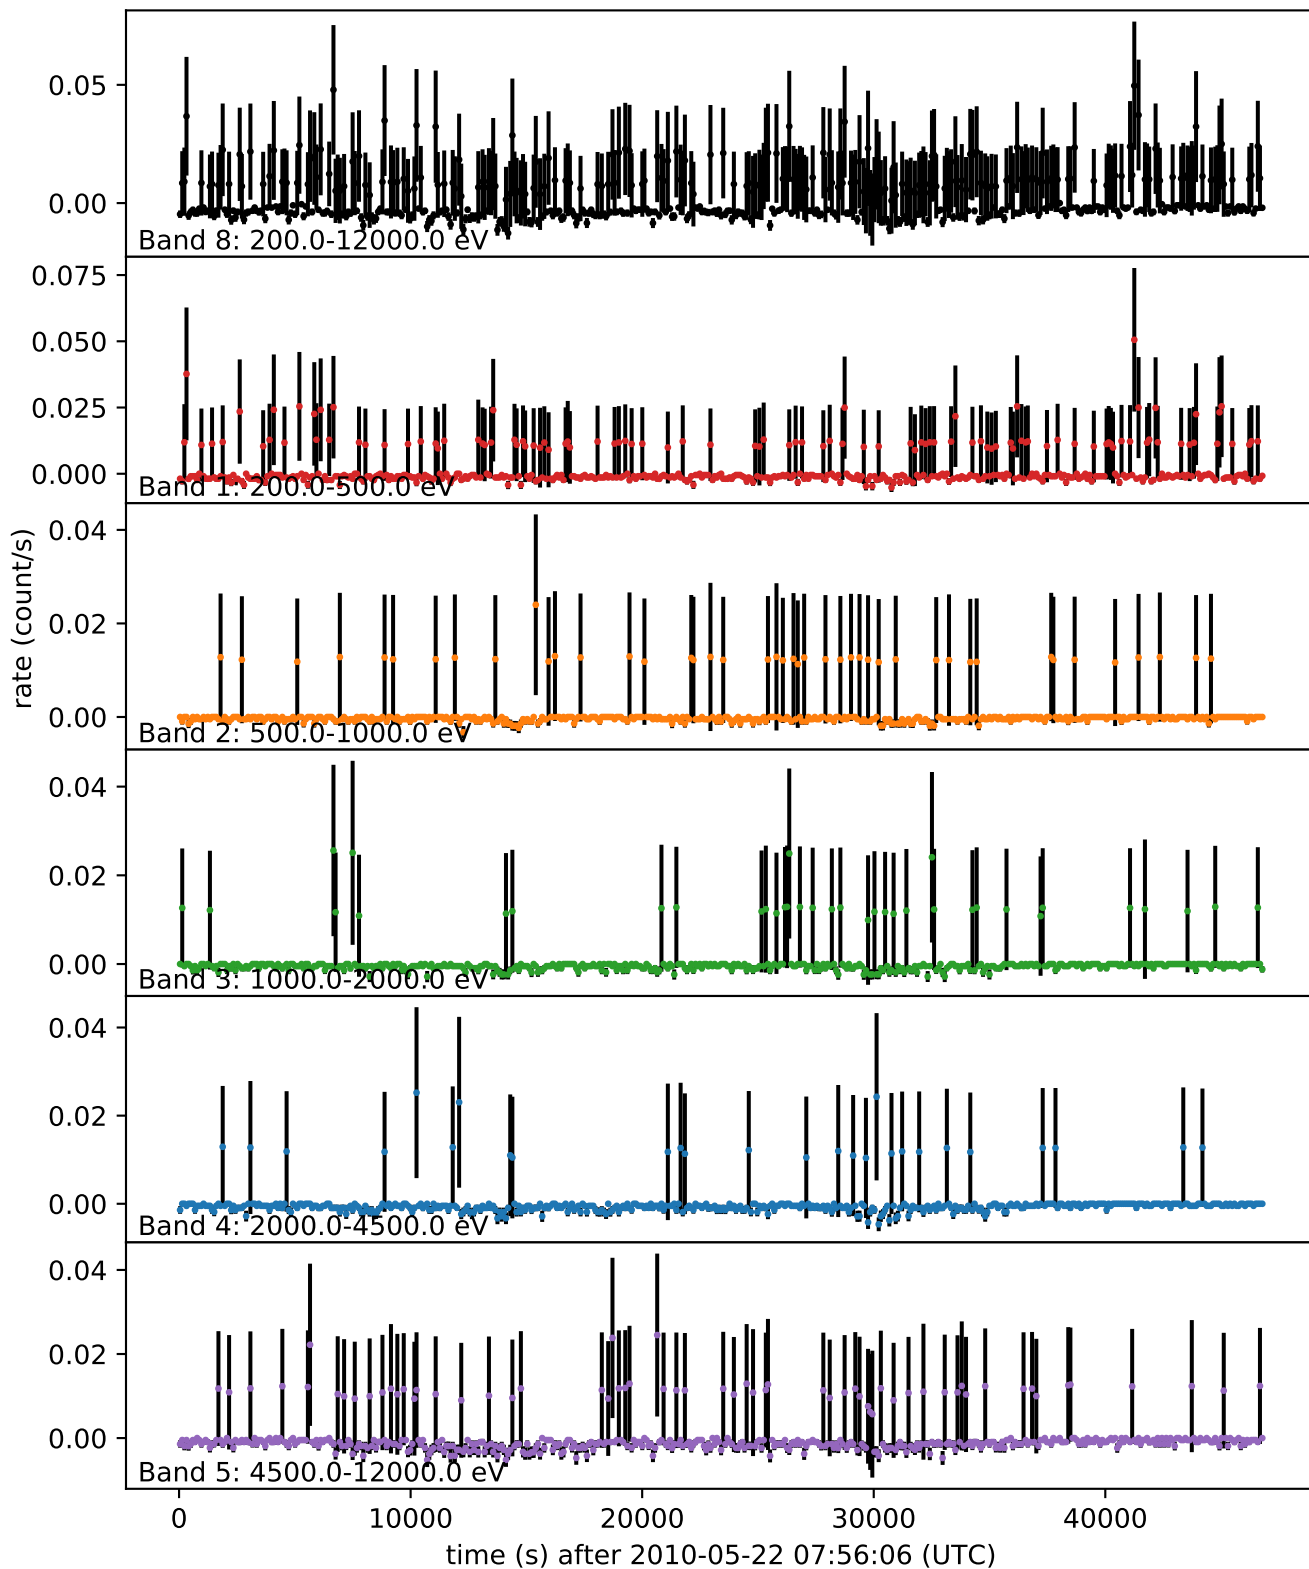 0.05
0.00
Band 8: 200.0-12000.0 eV
0.075
0.050
0.025
0.000
Band 1: 200.0-500.0 eV
0.04
0.02
0.00
Band 2: 500.0-1000.0 eV
rate (count/s)
0.04
0.02
0.00
Band 3: 1000.0-2000.0 eV
0.04
0.02
0.00
Band 4: 2000.0-4500.0 eV
0.04
0.02
0.00
Band 5: 4500.0-12000.0 eV
0 10000 20000 30000 40000
time (s) after 2010-05-22 07:56:06 (UTC)